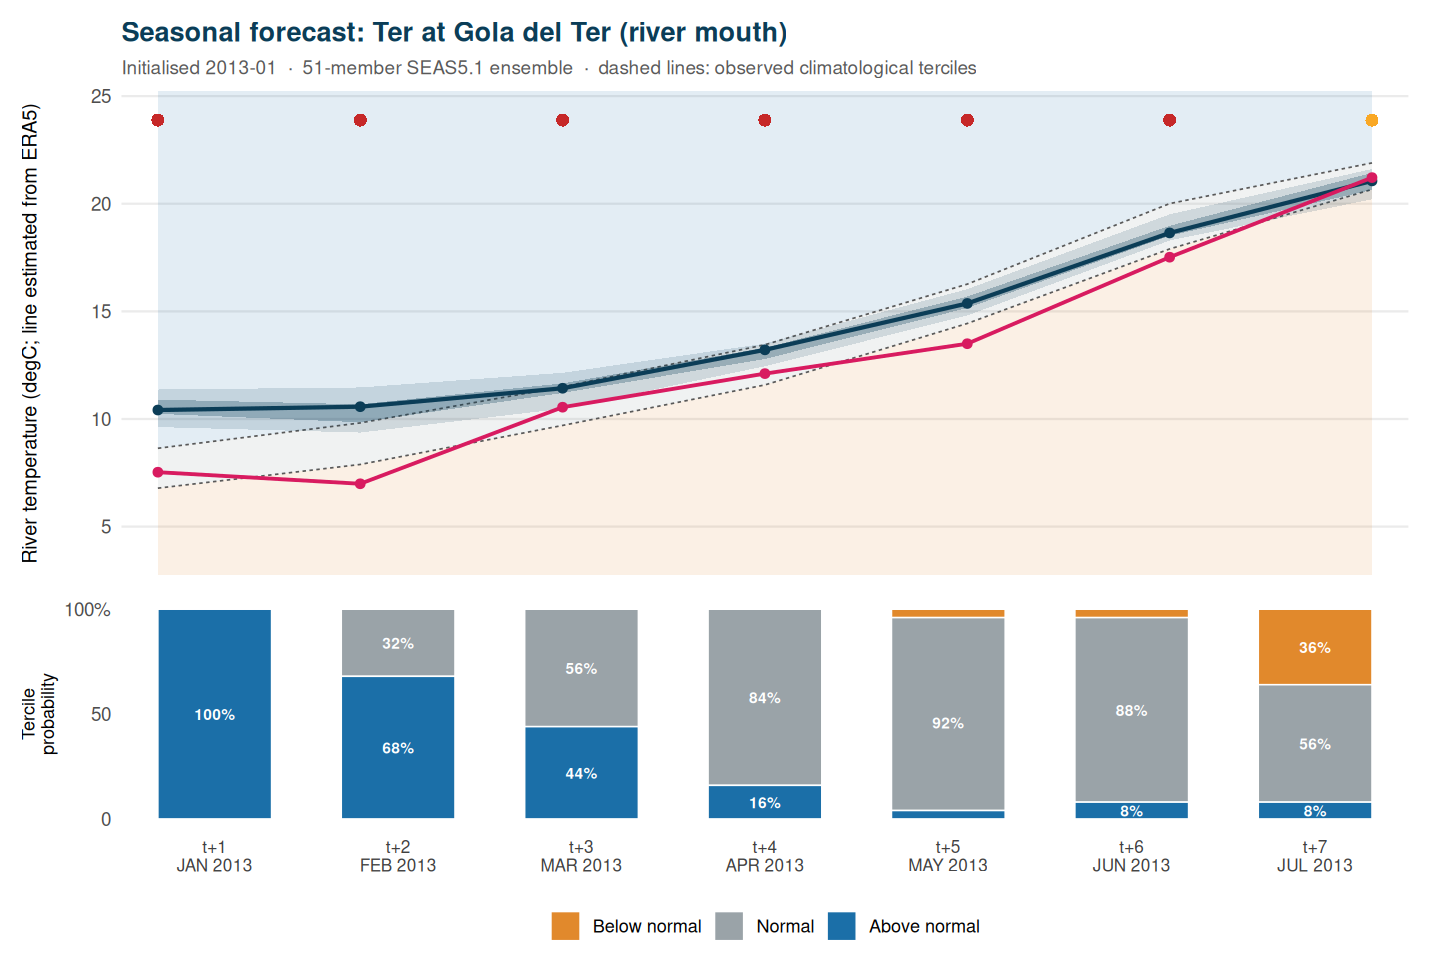 Seasonal forecast: Ter at Gola del Ter (river mouth)
Initialised 2013-01 · 51-member SEAS5.1 ensemble · dashed lines: observed climatological terciles
River temperature (degC; line estimated from ERA5)
25
20
15
10
5
Tercile
probability
100%
50
0
100%
32%
68%
56%
44%
84%
16%
92%
88%
8%
36%
56%
8%
t+1
JAN 2013
t+2
FEB 2013
t+3
MAR 2013
t+4
APR 2013
t+5
MAY 2013
t+6
JUN 2013
t+7
JUL 2013
Below normal
Normal
Above normal